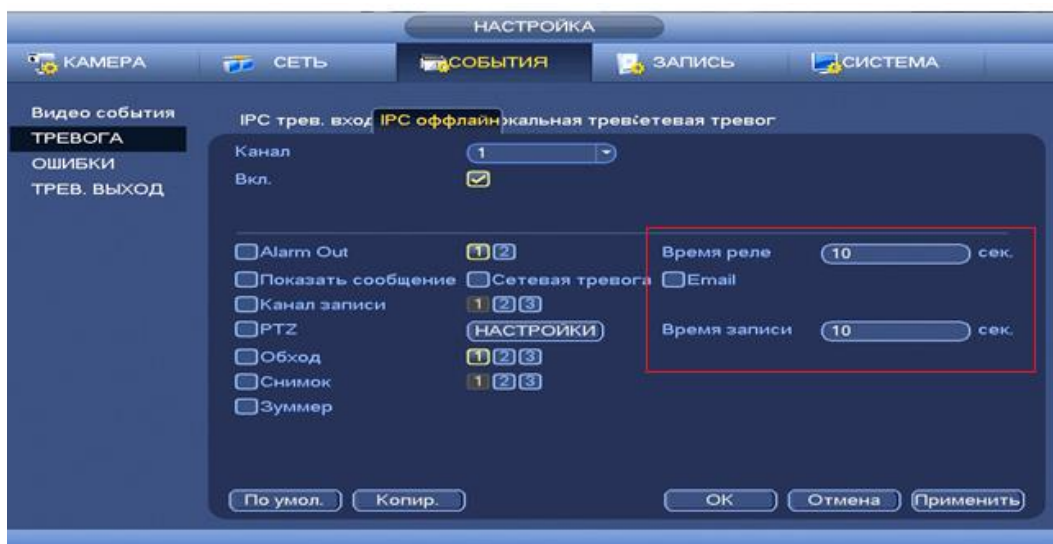 НАСТРОЙКА
КАМЕРА СЕТЬ СОБЫТИЯ ЗАПИСЬ СИСТЕМА
Видео события
ТРЕВОГА
ОШИБКИ
ТРЕВ. ВЫХОД
IPC трев. вход IPC оффлайн окальная трев сетевая тревог
Канал 1
Вкл.
Alarm Out 1 2 Время реле 10 сек.
Показать сообщение Сетевая тревога Email
Канал записи 1 2 3
PTZ НАСТРОЙКИ Время записи 10 сек.
Обход 1 2 3
Снимок 1 2 3
Зуммер
По умол. Копир. OK Отмена Применить